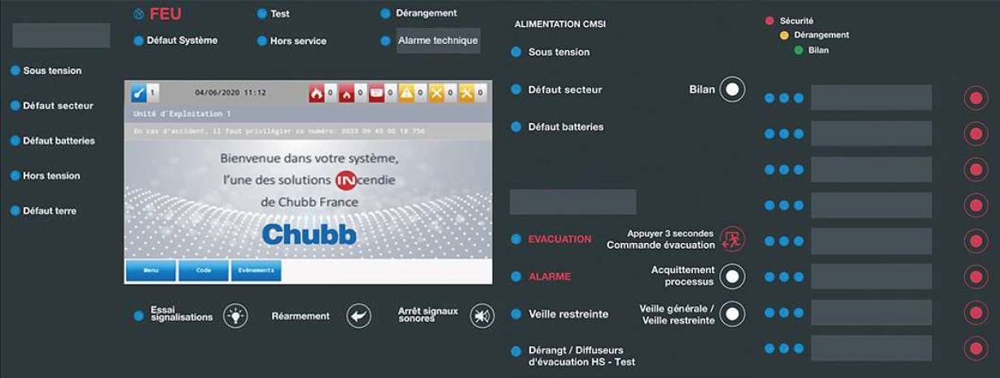 FEU
Test
Dérangement
Défaut Système
Hors service
Alarme technique
Sous tension
Défaut secteur
Défaut batteries
Hors tension
Défaut terre
1
04/06/2020 11:12
0
0
0
0
0
0
Unité d'Exploitation 1
En cas d'accident, il faut privilégier ce numéro: 0033 09 43 00 18 756
Bienvenue dans votre système,
l'une des solutions INcendie
de Chubb France
Chubb
Menu
Code
Evènements
Essai
signalisations
Réarmement
Arrêt signaux
sonores
ALIMENTATION CMSI
Sous tension
Défaut secteur
Bilan
Défaut batteries
EVACUATION
Appuyer 3 secondes
Commande évacuation
ALARME
Acquittement
processus
Veille restreinte
Veille générale /
Veille restreinte
Dérangt / Diffuseurs
d'évacuation HS - Test
Sécurité
Dérangement
Bilan